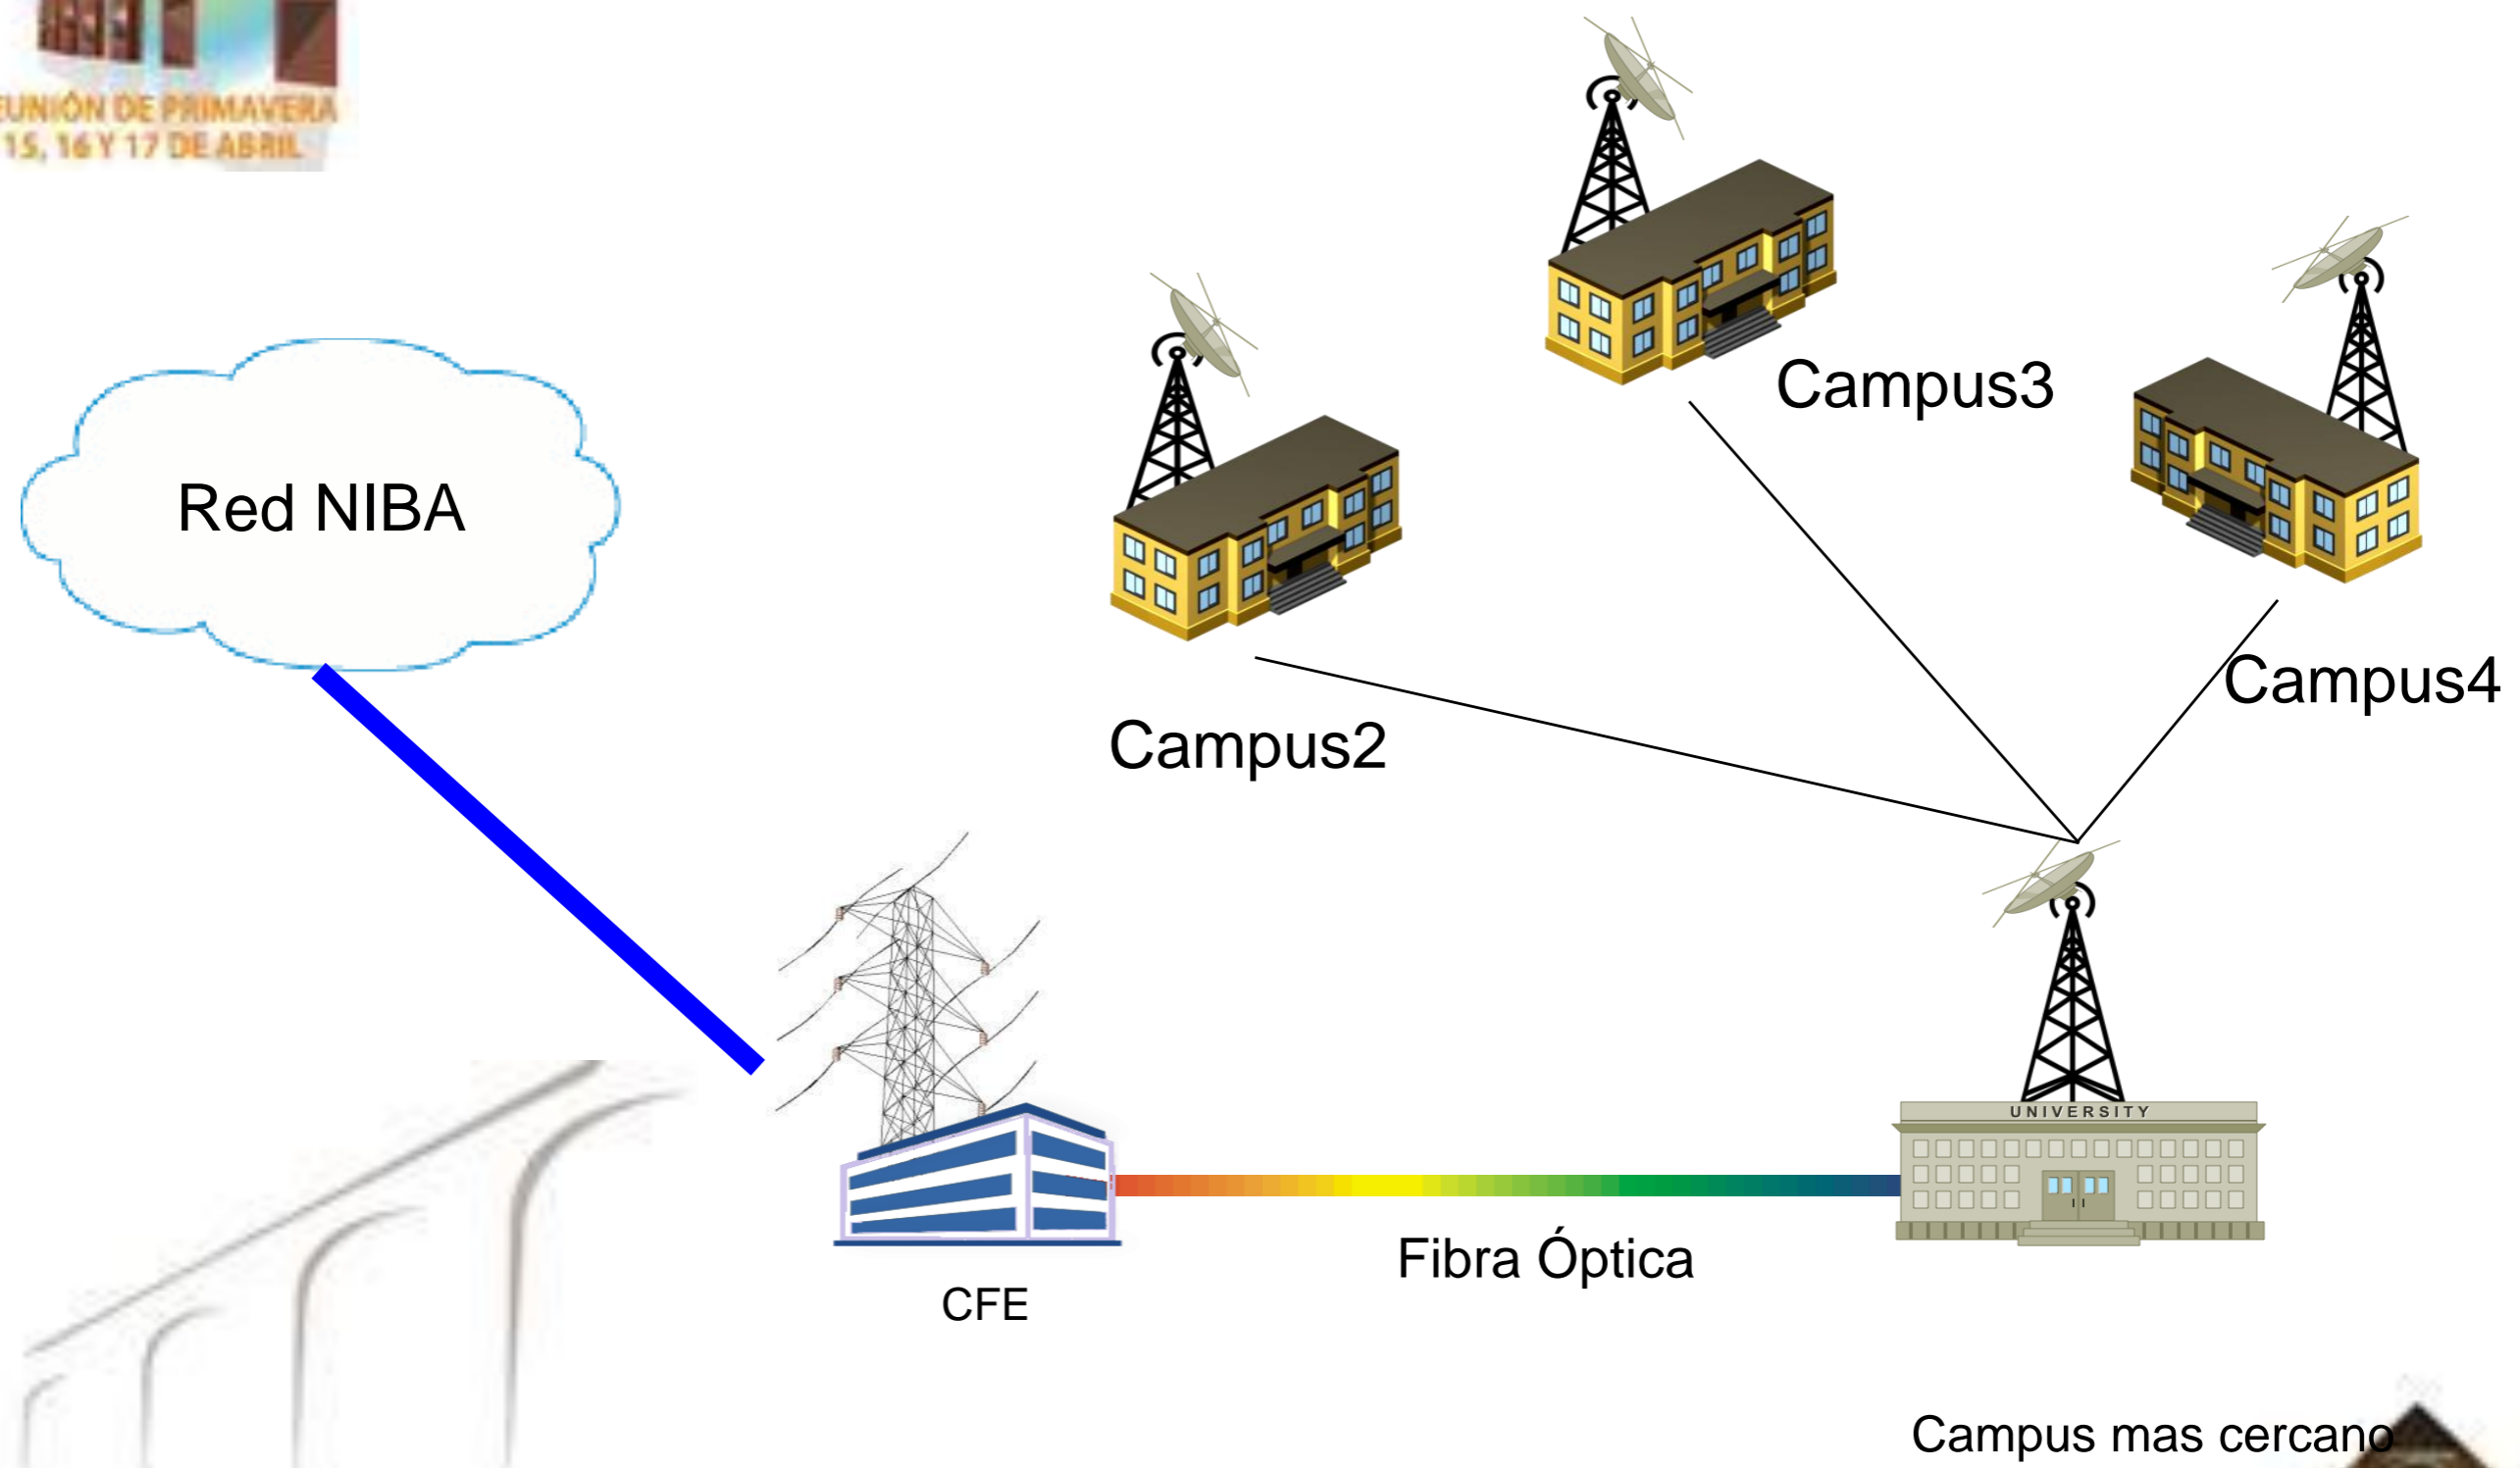 REUNIÓN DE PRIMAVERA
15, 16 Y 17 DE ABRIL
Campus3
Red NIBA
Campus4
Campus2
UNIVERSITY
Fibra Óptica
CFE
Campus mas cercano